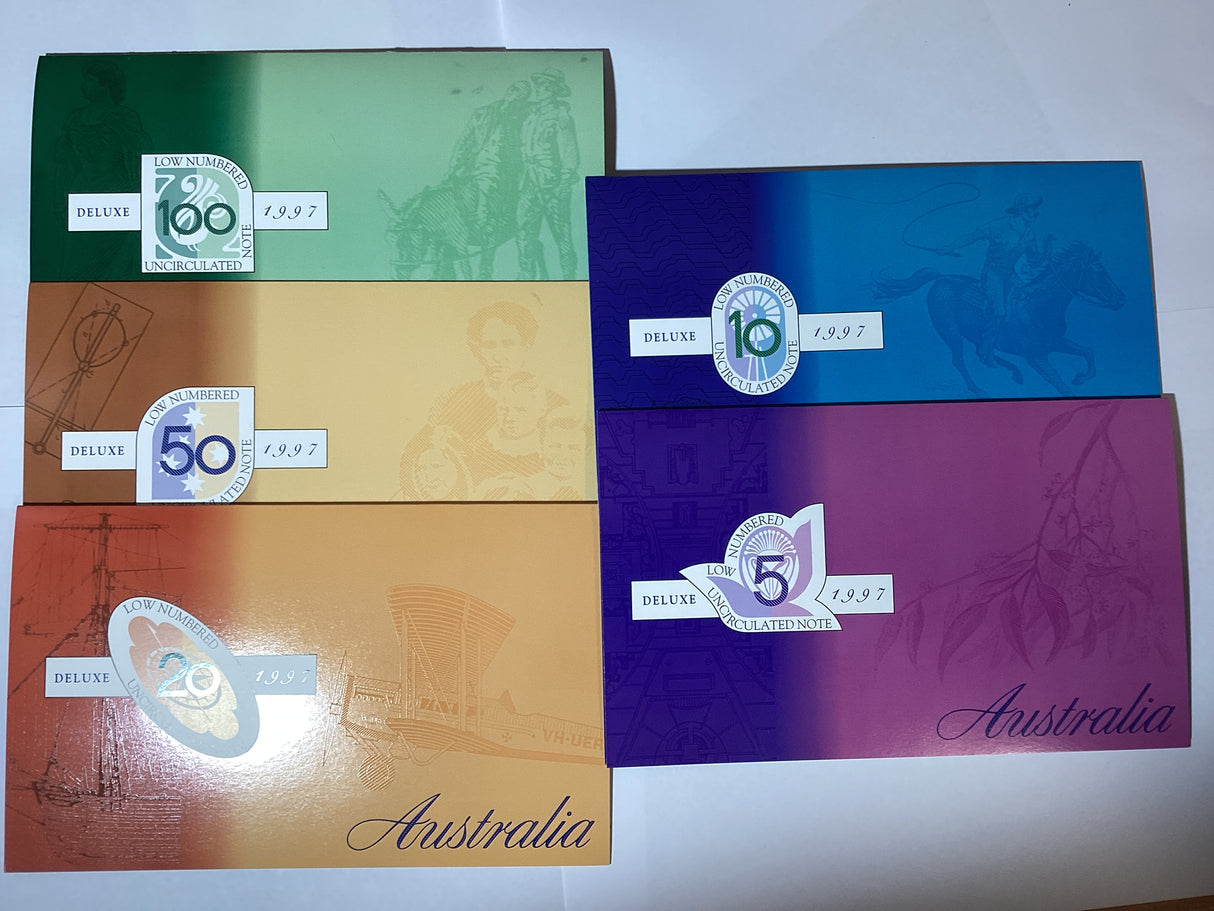 LOW NUMBERED
DELUXE
100
1997
UNCIRCULATED NOTE
LOW NUMBERED
DELUXE
50
1997
NOTE
LOW NUMBERED
DELUXE
20
1997
VH-UER
Australia
LOW NUMBERED
DELUXE
10
1997
UNCIRCULATED NOTE
LOW NUMBERED
DELUXE
5
1997
UNCIRCULATED NOTE
Australia